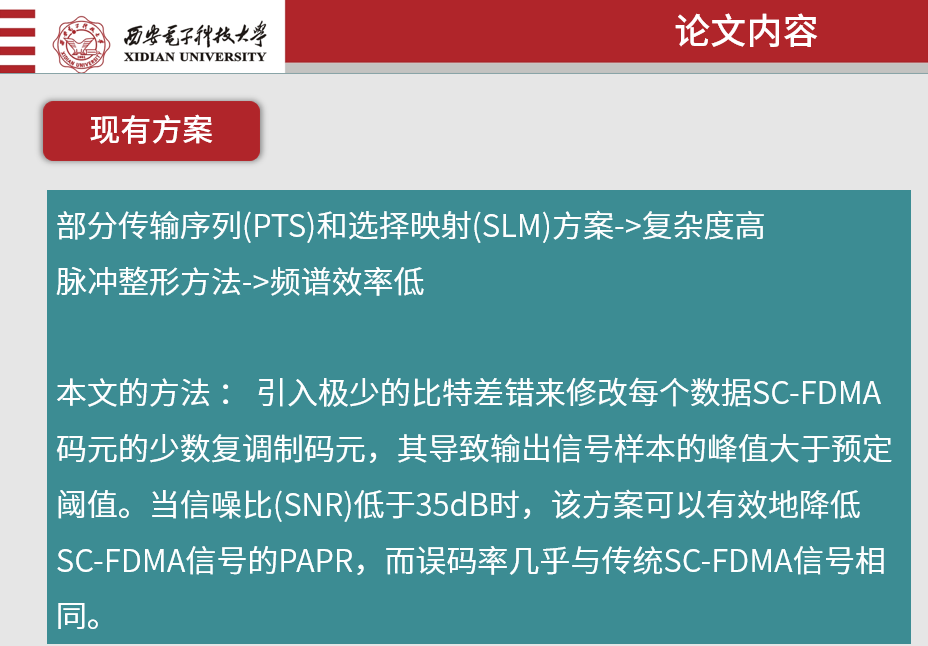 西安电子科技大学
XIDIAN UNIVERSITY
论文内容
现有方案
部分传输序列(PTS)和选择映射(SLM)方案->复杂度高
脉冲整形方法->频谱效率低
本文的方法： 引入极少的比特差错来修改每个数据SC-FDMA
码元的少数复调制码元，其导致输出信号样本的峰值大于预定
阈值。当信噪比(SNR)低于35dB时，该方案可以有效地降低
SC-FDMA信号的PAPR，而误码率几乎与传统SC-FDMA信号相
同。